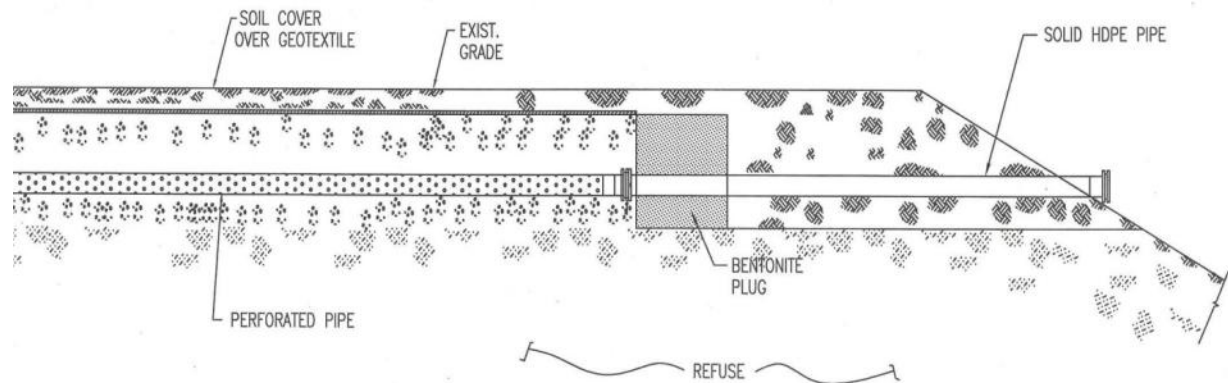 SOIL COVER
OVER GEOTEXTILE
EXIST.
GRADE
SOLID HDPE PIPE
BENTONITE
PLUG
PERFORATED PIPE
REFUSE